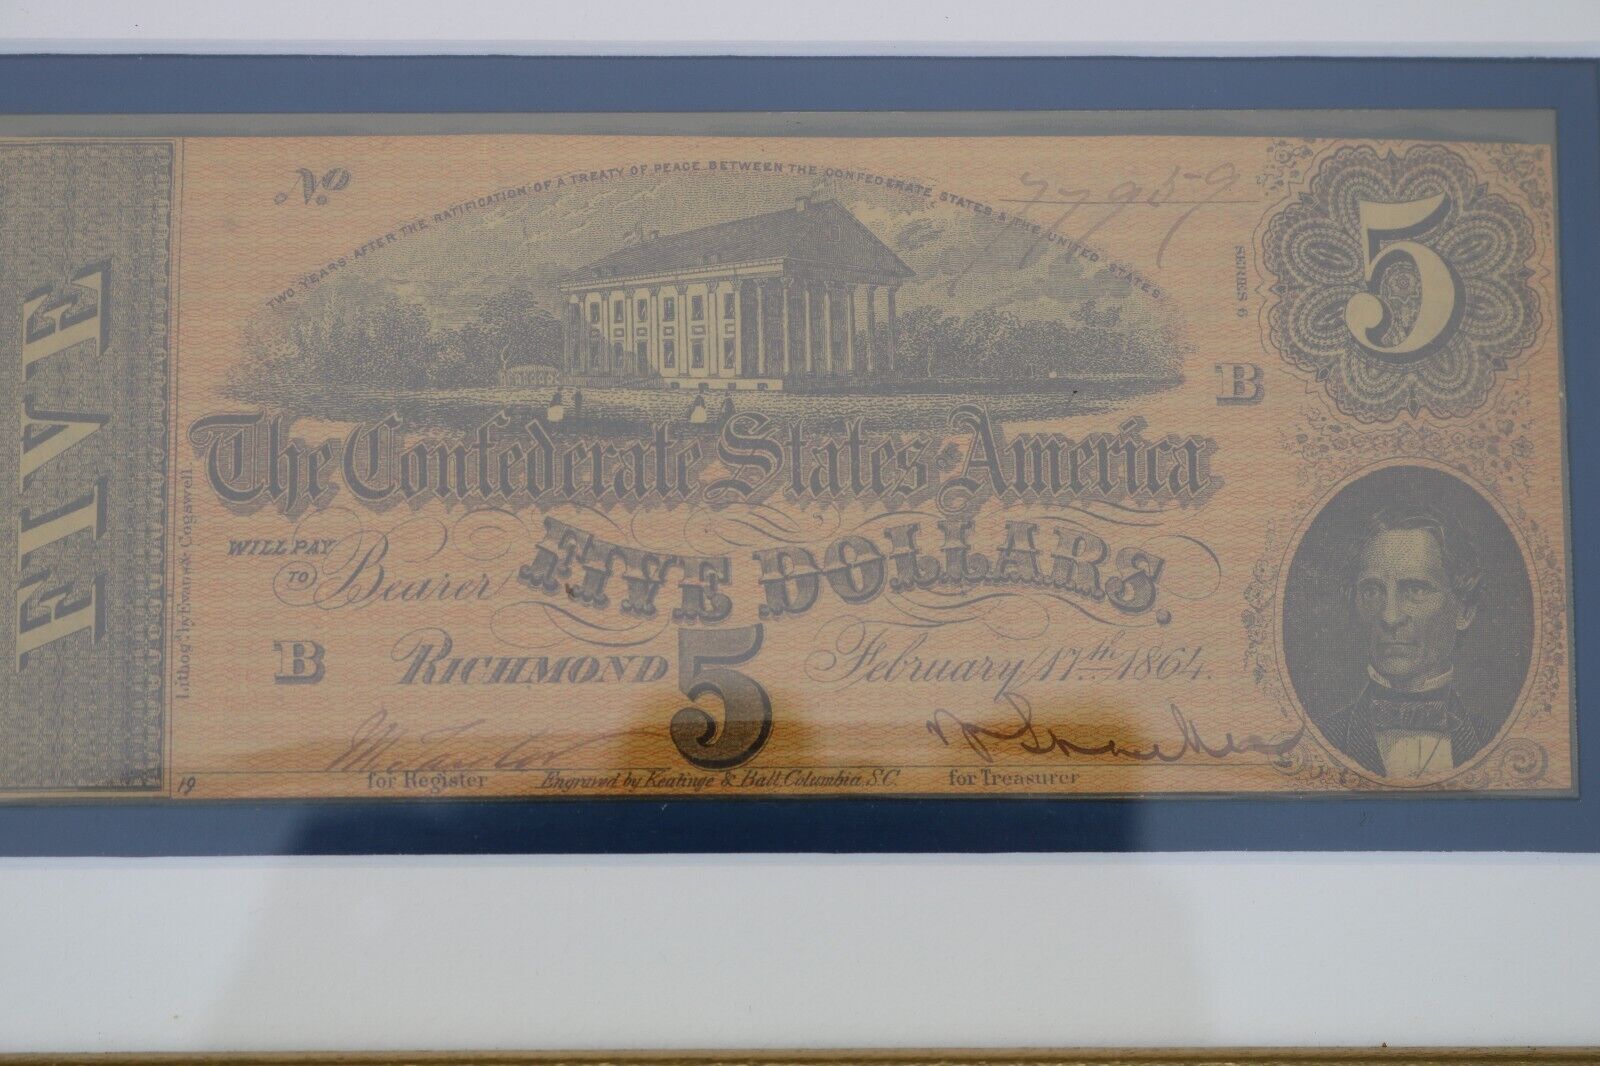 FIVE
Lithog'd by Evans & Cogswell
No 77959
TWO YEARS AFTER THE RATIFICATION OF A TREATY OF PEACE BETWEEN THE CONFEDERATE STATES & THE UNITED STATES
SERIES 6
5
B
The Confederate States of America
WILL PAY
TO Bearer FIVE DOLLARS.
B RICHMOND 5 February 17th 1864.
for Register Engraved by Keatinge & Ball, Columbia, S.C. for Treasurer
19